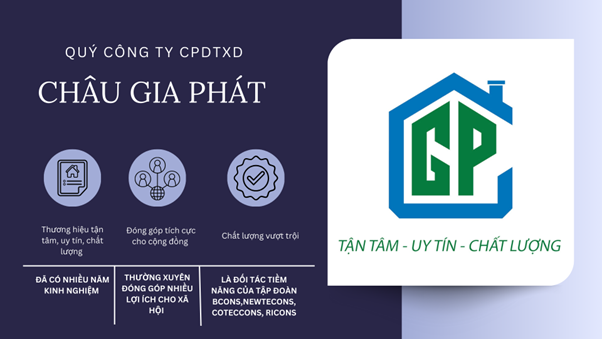 QUÝ CÔNG TY CPDTXD
CHÂU GIA PHÁT
Thương hiệu tận
tâm, uy tín, chất
lượng
Đóng góp tích cực
cho cộng đồng
Chất lượng vượt trội
ĐÃ CÓ NHIỀU NĂM
KINH NGHIỆM
THƯỜNG XUYÊN
ĐÓNG GÓP NHIỀU
LỢI ÍCH CHO XÃ
HỘI
LÀ ĐỐI TÁC TIỀM
NĂNG CỦA TẬP ĐOÀN
BCONS,NEWTECONS,
COTECCONS, RICONS
GP
TẬN TÂM - UY TÍN - CHẤT LƯỢNG